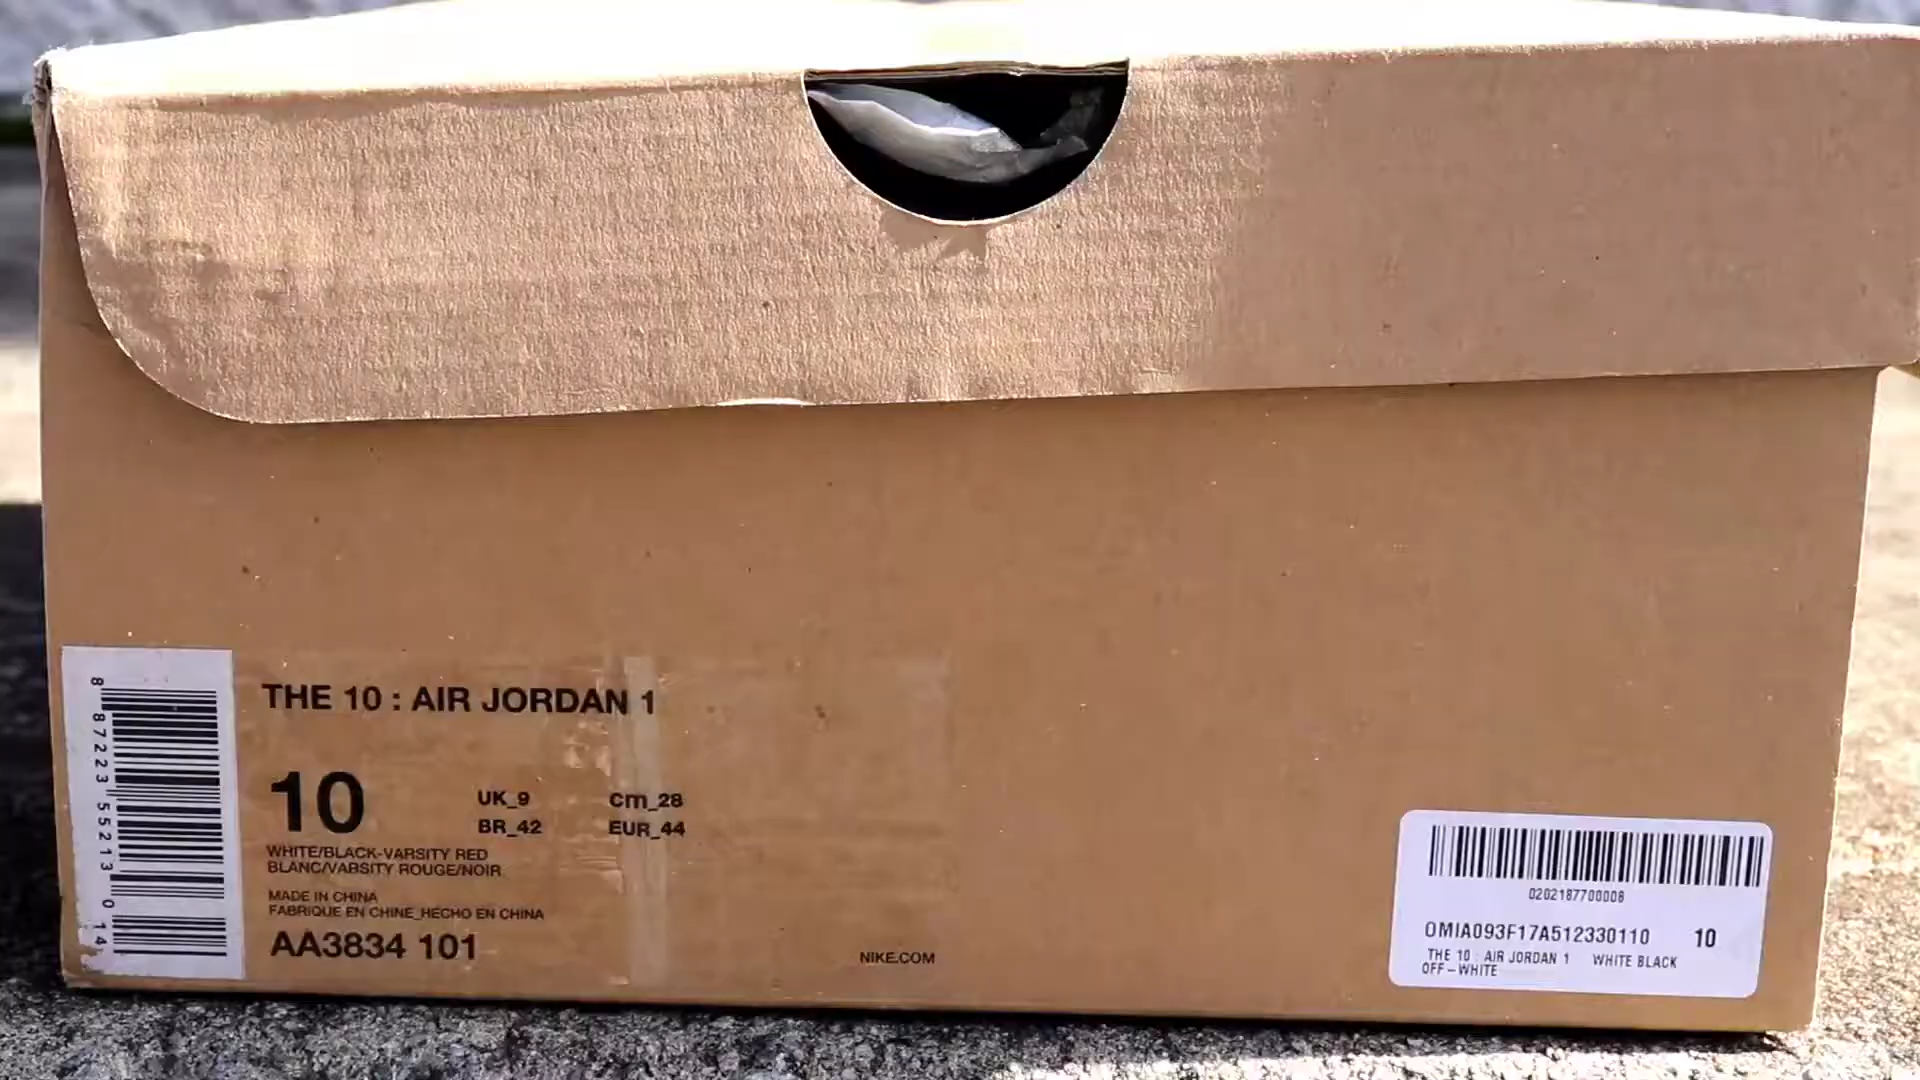 8 87223 55213 0 14
THE 10 : AIR JORDAN 1
10
UK_9 cm_28
BR_42 EUR_44
WHITE/BLACK-VARSITY RED
BLANC/VARSITY ROUGE/NOIR
MADE IN CHINA
FABRIQUE EN CHINE_HECHO EN CHINA
AA3834 101
NIKE.COM
0202187700008
OMIA093F17A512330110 10
THE 10 : AIR JORDAN 1 WHITE BLACK
OFF-WHITE